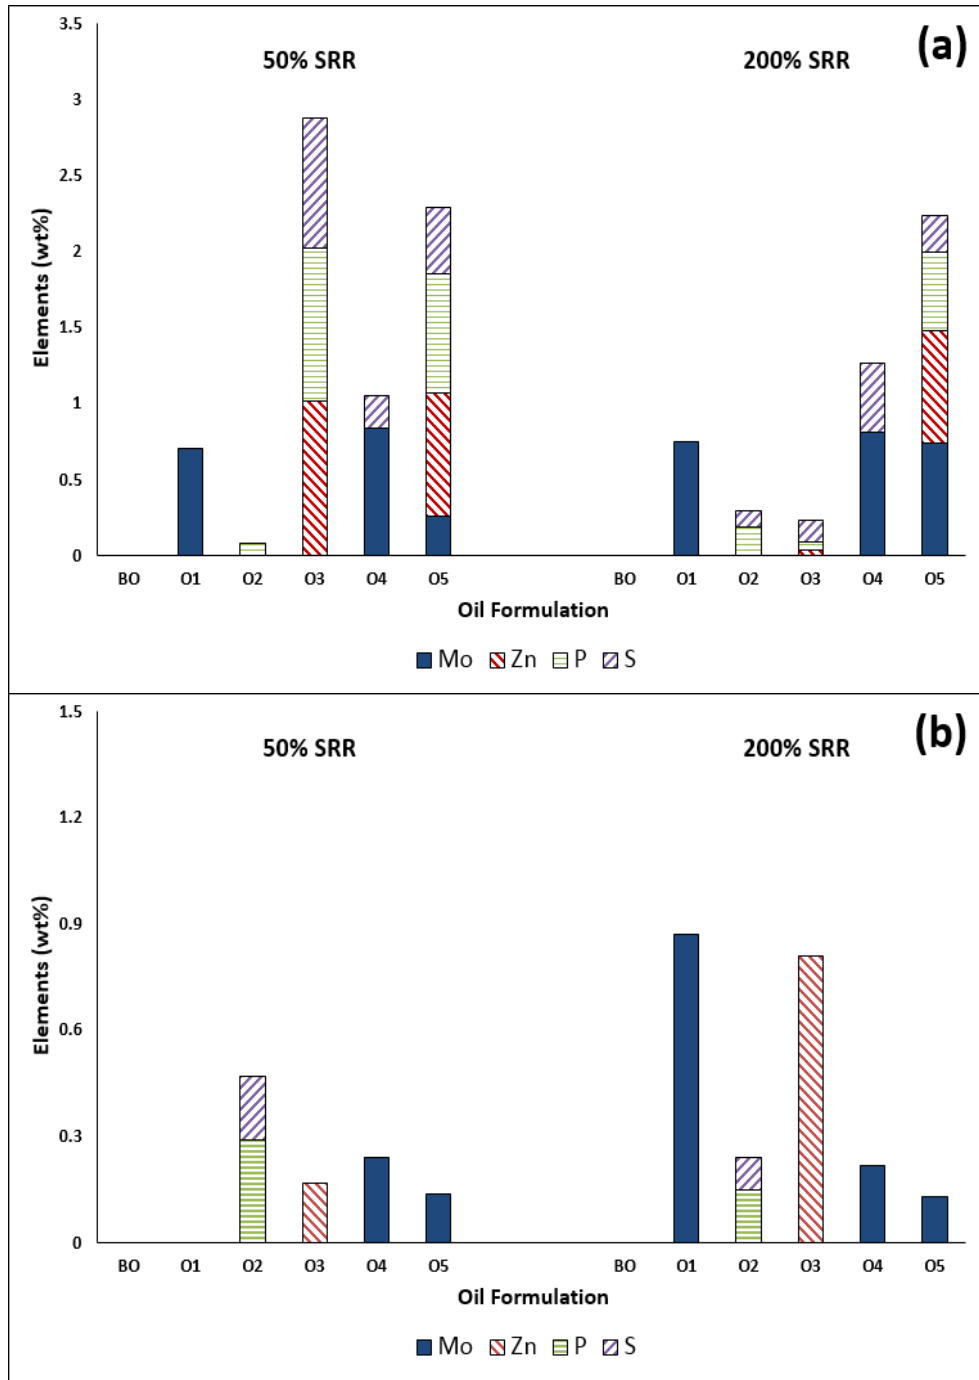 (a)
50% SRR 200% SRR
3.5
3
2.5
2
1.5
1
0.5
0
Elements (wt%)
BO O1 O2 O3 O4 O5 BO O1 O2 O3 O4 O5
Oil Formulation
Mo Zn P S
(b)
50% SRR 200% SRR
1.5
1.2
0.9
0.6
0.3
0
Elements (wt%)
BO O1 O2 O3 O4 O5 BO O1 O2 O3 O4 O5
Oil Formulation
Mo Zn P S